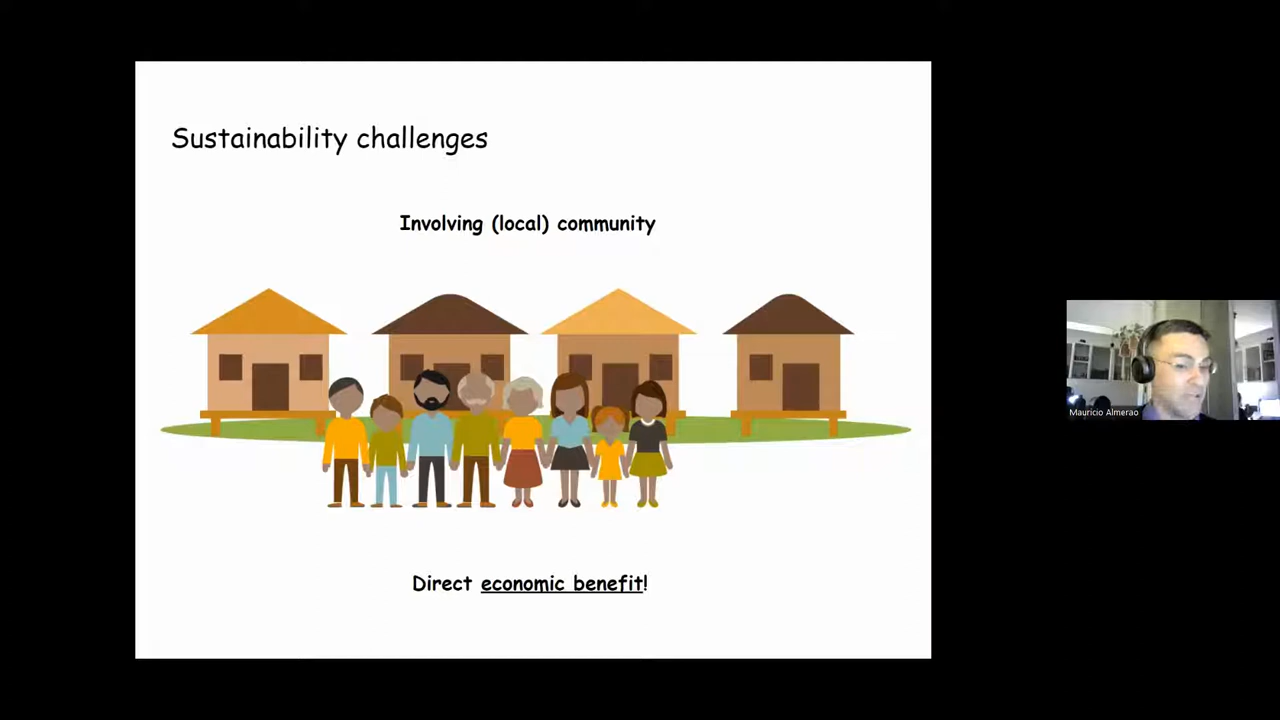 Sustainability challenges
Involving (local) community
Direct economic benefit!
Mauricio Almerao